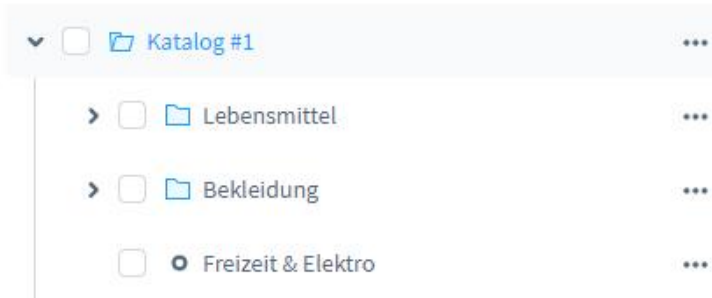 Katalog #1
Lebensmittel
Bekleidung
Freizeit & Elektro